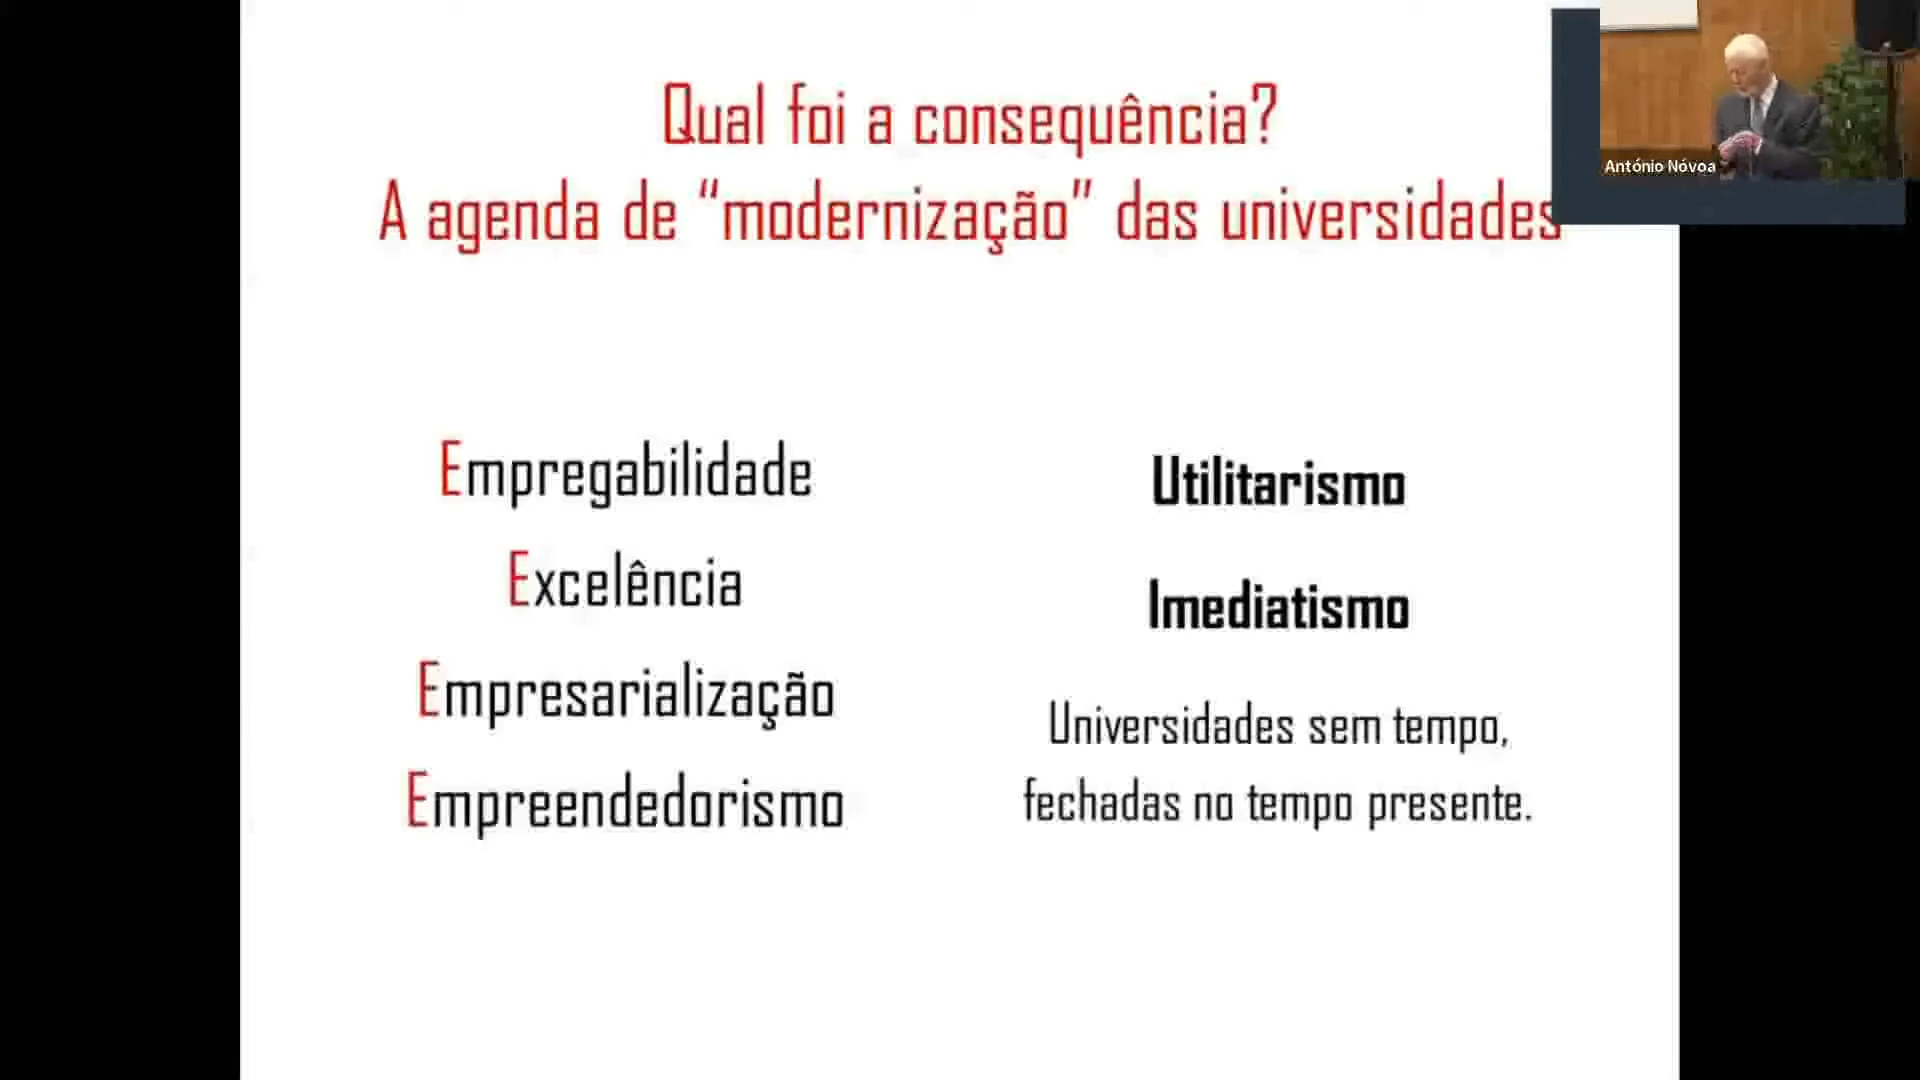 Qual foi a consequência?
A agenda de “modernização” das universidades
António Nóvoa
Empregabilidade
Excelência
Empresarialização
Empreendedorismo
Utilitarismo
Imediatismo
Universidades sem tempo,
fechadas no tempo presente.